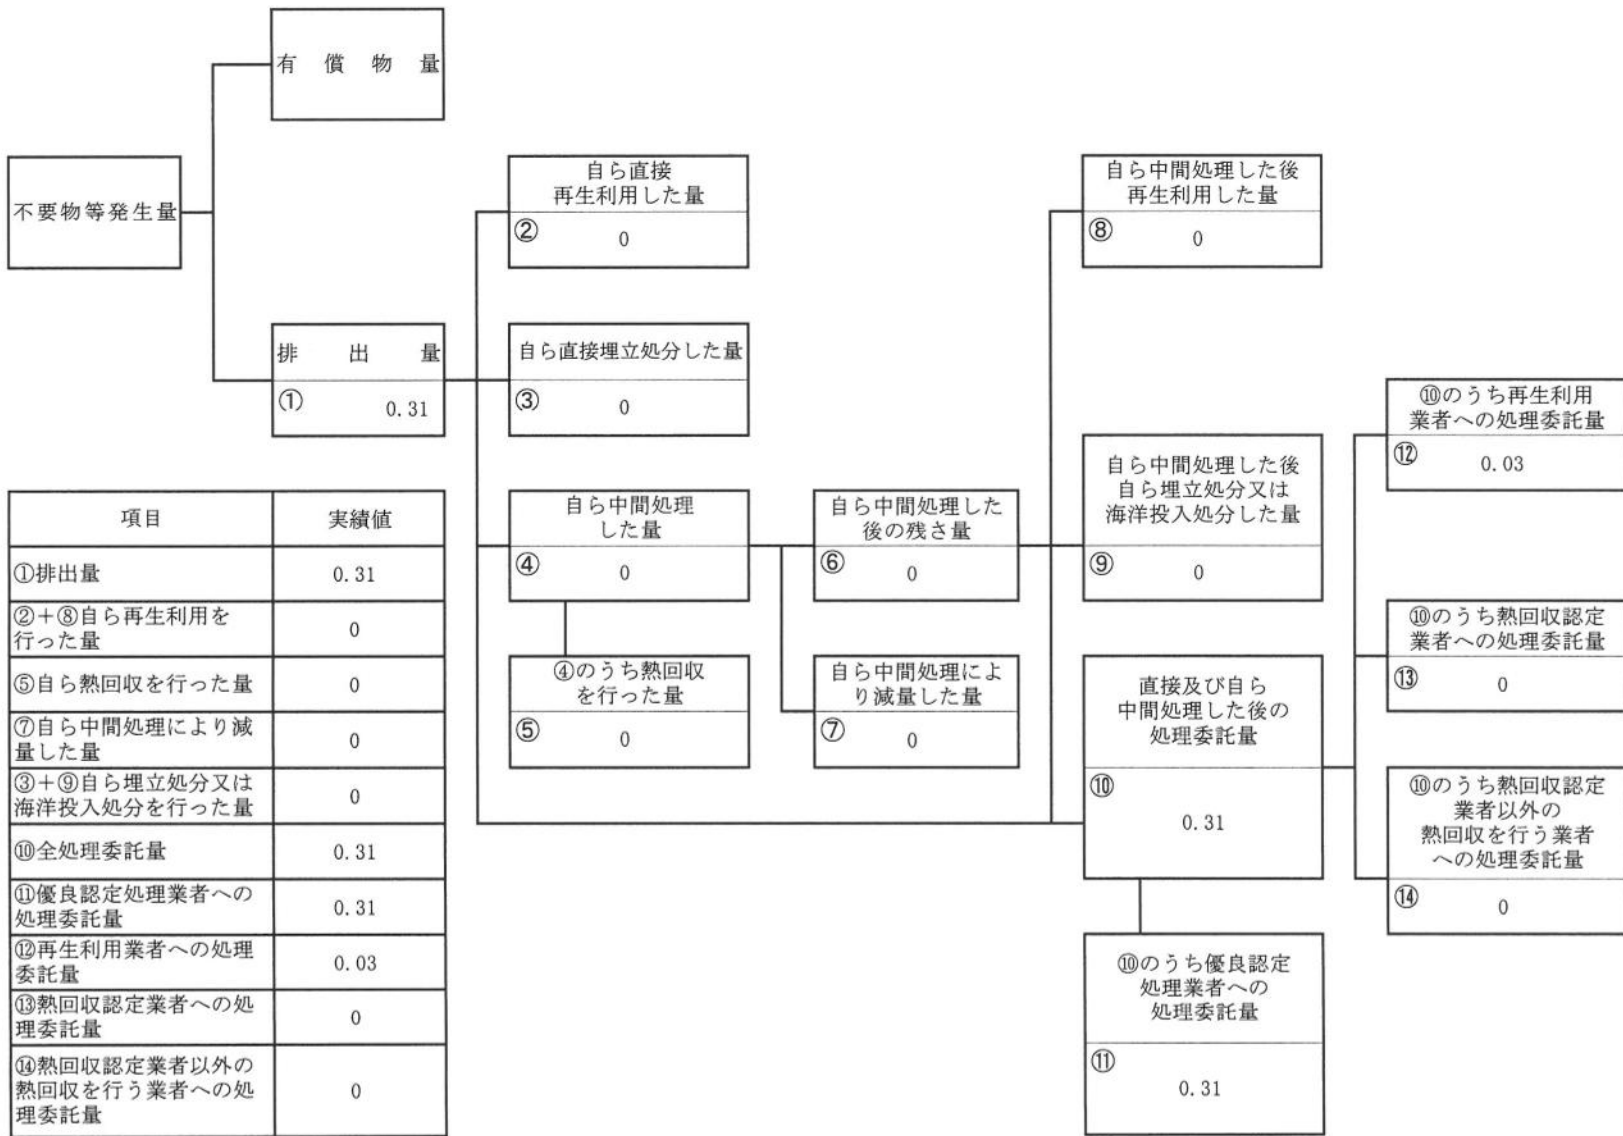 有償物量
不要物等発生量
排出量
① 0.31
自ら直接
再生利用した量
② 0
自ら直接埋立処分した量
③ 0
自ら中間処理
した量
④ 0
④のうち熱回収
を行った量
⑤ 0
自ら中間処理した
後の残さ量
⑥ 0
自ら中間処理によ
り減量した量
⑦ 0
自ら中間処理した後
再生利用した量
⑧ 0
自ら中間処理した後
自ら埋立処分又は
海洋投入処分した量
⑨ 0
直接及び自ら
中間処理した後の
処理委託量
⑩
0.31
⑩のうち優良認定
処理業者への
処理委託量
⑪
0.31
⑩のうち再生利用
業者への処理委託量
⑫ 0.03
⑩のうち熱回収認定
業者への処理委託量
⑬ 0
⑩のうち熱回収認定
業者以外の
熱回収を行う業者
への処理委託量
⑭ 0
項目 実績値
①排出量 0.31
②+⑧自ら再生利用を
行った量 0
⑤自ら熱回収を行った量 0
⑦自ら中間処理により減
量した量 0
③+⑨自ら埋立処分又は
海洋投入処分を行った量 0
⑩全処理委託量 0.31
⑪優良認定処理業者への
処理委託量 0.31
⑫再生利用業者への処理
委託量 0.03
⑬熱回収認定業者への処
理委託量 0
⑭熱回収認定業者以外の
熱回収を行う業者への処
理委託量 0